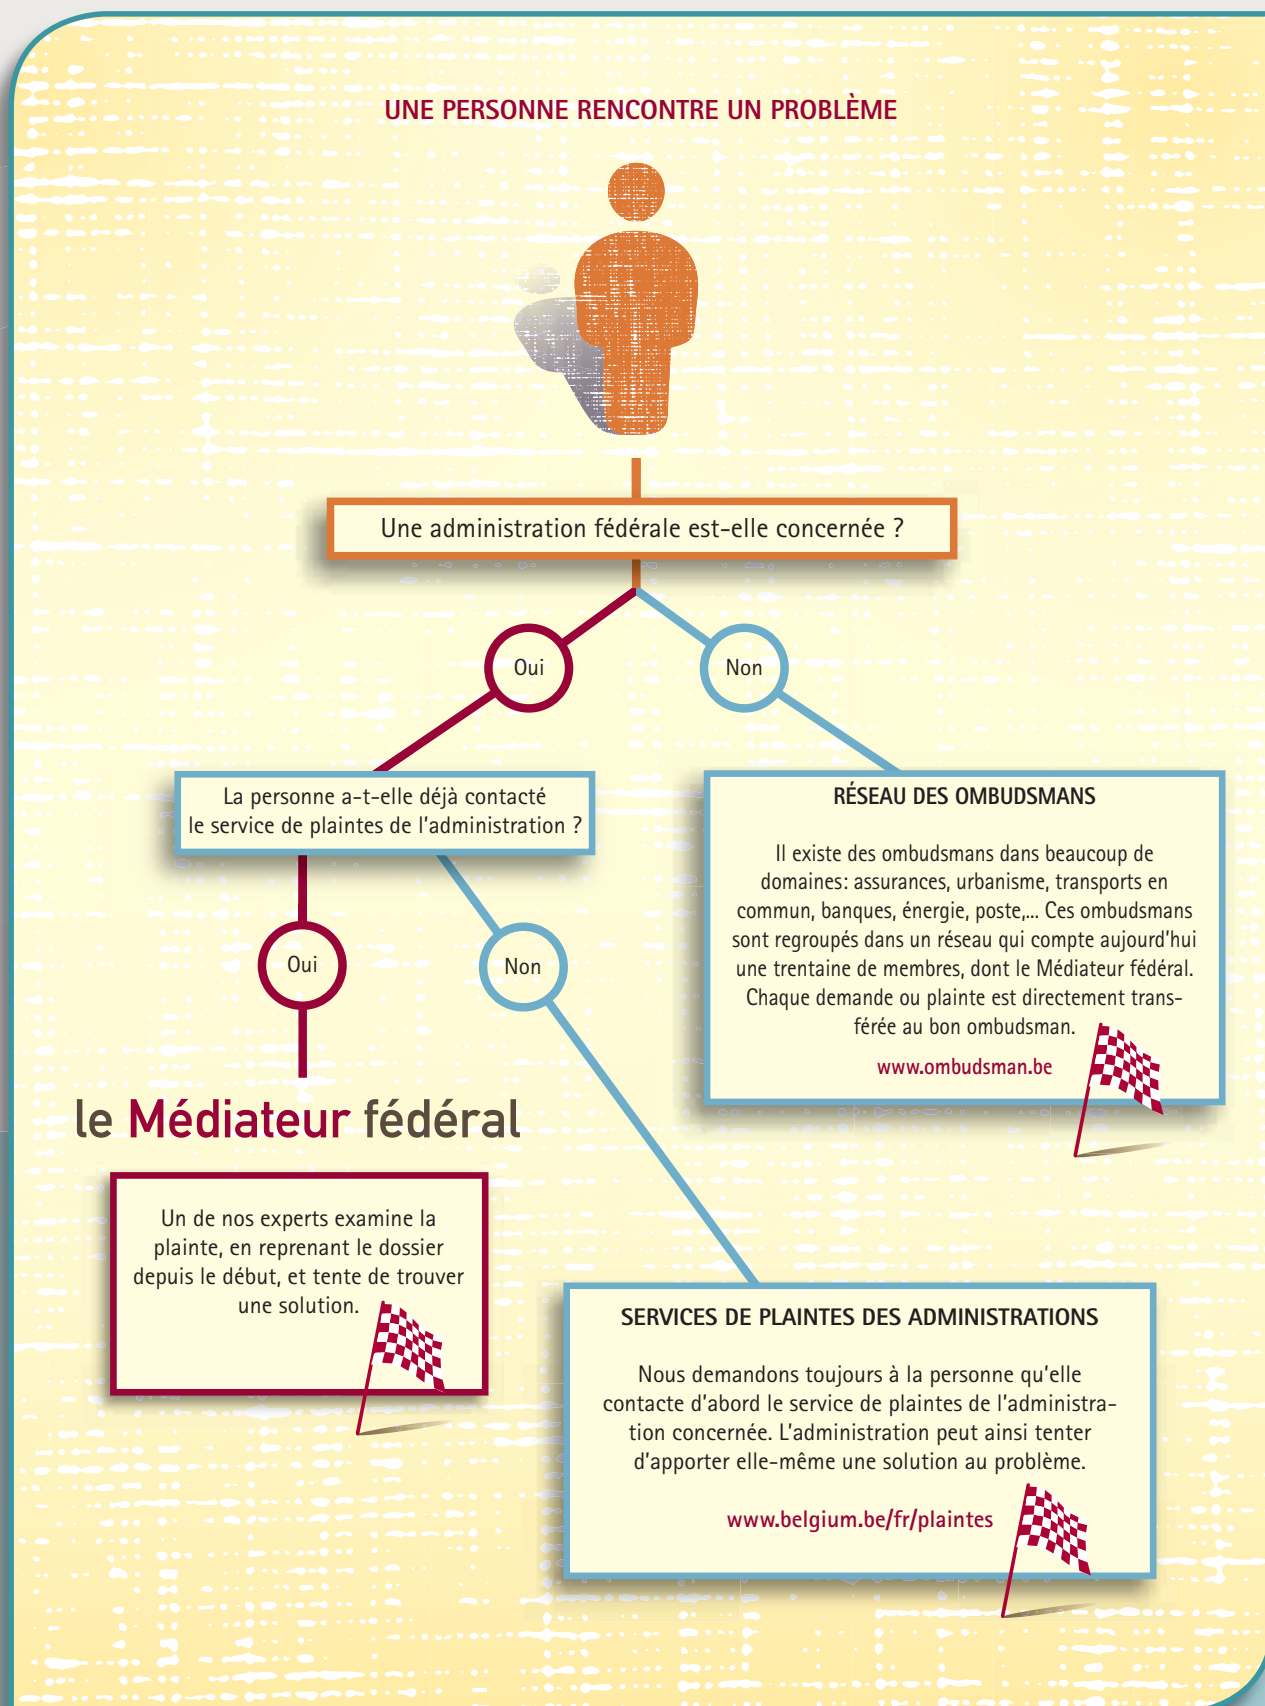 UNE PERSONNE RENCONTRE UN PROBLÈME
Une administration fédérale est-elle concernée ?
Oui
Non
La personne a-t-elle déjà contacté
le service de plaintes de l'administration ?
RÉSEAU DES OMBUDSMANS
Il existe des ombudsmans dans beaucoup de
domaines: assurances, urbanisme, transports en
commun, banques, énergie, poste,... Ces ombudsmans
sont regroupés dans un réseau qui compte aujourd'hui
une trentaine de membres, dont le Médiateur fédéral.
Chaque demande ou plainte est directement trans-
férée au bon ombudsman.
www.ombudsman.be
Oui
Non
le Médiateur fédéral
Un de nos experts examine la
plainte, en reprenant le dossier
depuis le début, et tente de trouver
une solution.
SERVICES DE PLAINTES DES ADMINISTRATIONS
Nous demandons toujours à la personne qu'elle
contacte d'abord le service de plaintes de l'administra-
tion concernée. L'administration peut ainsi tenter
d'apporter elle-même une solution au problème.
www.belgium.be/fr/plaintes